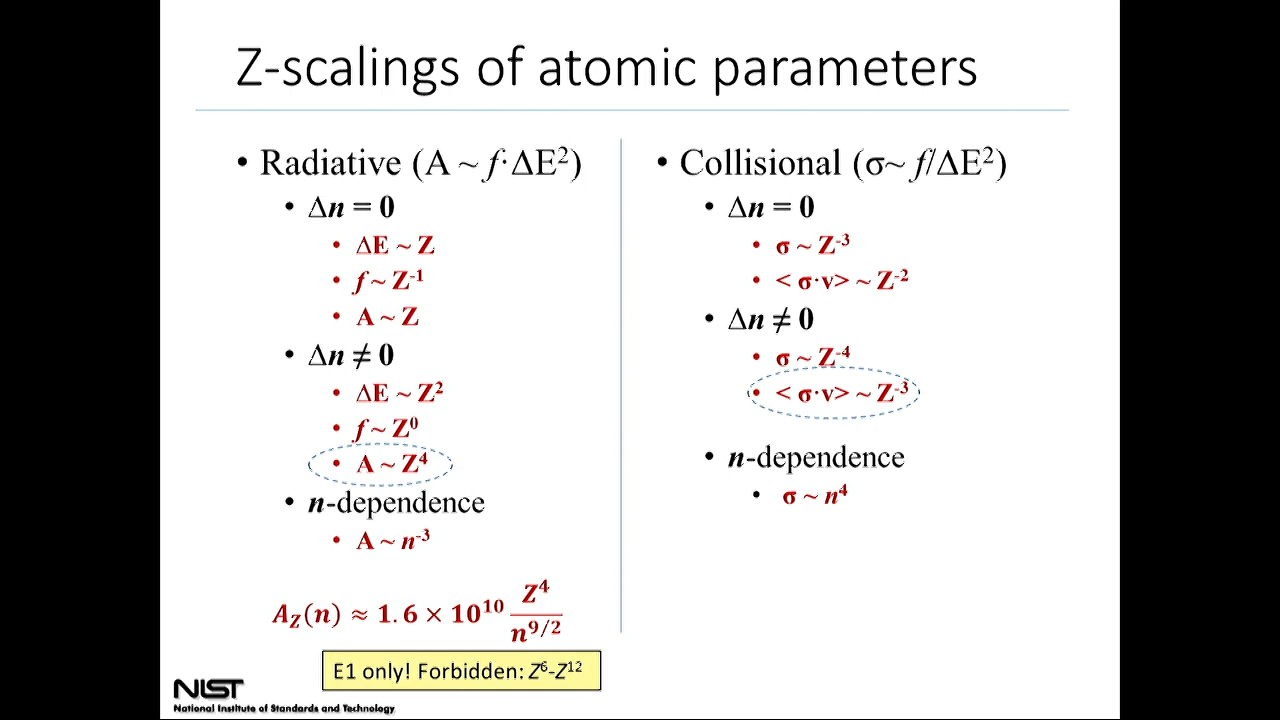 Z-scalings of atomic parameters
• Radiative (A ~ f·ΔE²)
• Δn = 0
• ΔE ~ Z
• f ~ Z⁻¹
• A ~ Z
• Δn ≠ 0
• ΔE ~ Z²
• f ~ Z⁰
• A ~ Z⁴
• n-dependence
• A ~ n⁻³
A_Z(n) ≈ 1.6 × 10¹⁰ Z⁴/n^(9/2)
E1 only! Forbidden: Z⁶-Z¹²
• Collisional (σ~ f/ΔE²)
• Δn = 0
• σ ~ Z⁻³
• < σ·v> ~ Z⁻²
• Δn ≠ 0
• σ ~ Z⁻⁴
• < σ·v> ~ Z⁻³
• n-dependence
• σ ~ n⁴
NIST
National Institute of Standards and Technology